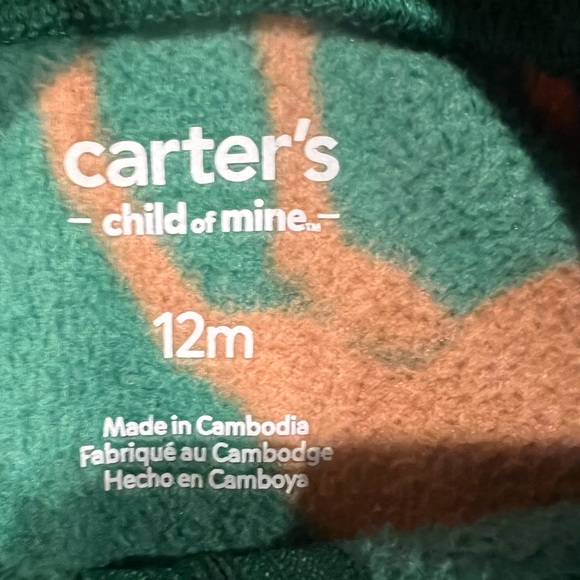 carter's
- child of mine™ -
12m
Made in Cambodia
Fabriqué au Cambodge
Hecho en Camboya